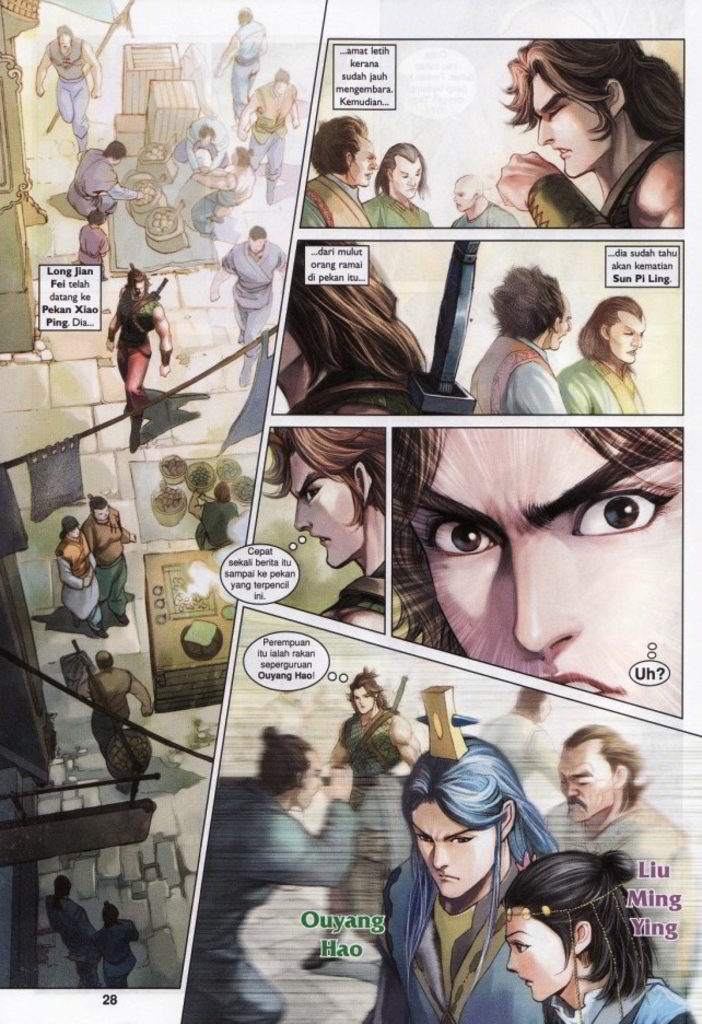 Long Jian
Fei telah
datang ke
Pekan Xiao
Ping. Dia...
...amat letih
kerana
sudah jauh
mengembara.
Kemudian...
...dari mulut
orang ramai
di pekan itu...
...dia sudah tahu
akan kematian
Sun Pi Ling.
Cepat
sekali berita itu
sampai ke pekan
yang terpencil
ini.
Uh?
Perempuan
itu ialah rakan
seperguruan
Ouyang Hao!
Ouyang
Hao
Liu
Ming
Ying
28